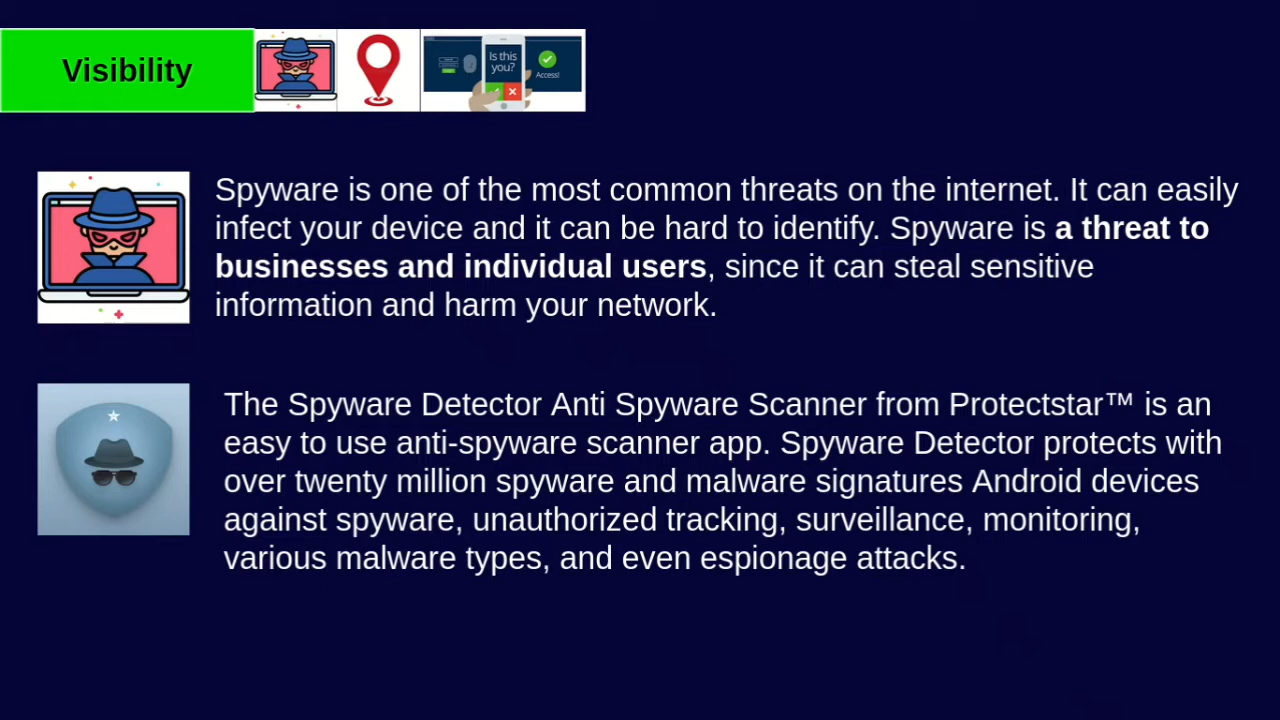 Visibility
Is this
you?
Access!
Spyware is one of the most common threats on the internet. It can easily
infect your device and it can be hard to identify. Spyware is a threat to
businesses and individual users, since it can steal sensitive
information and harm your network.
The Spyware Detector Anti Spyware Scanner from Protectstar™ is an
easy to use anti-spyware scanner app. Spyware Detector protects with
over twenty million spyware and malware signatures Android devices
against spyware, unauthorized tracking, surveillance, monitoring,
various malware types, and even espionage attacks.